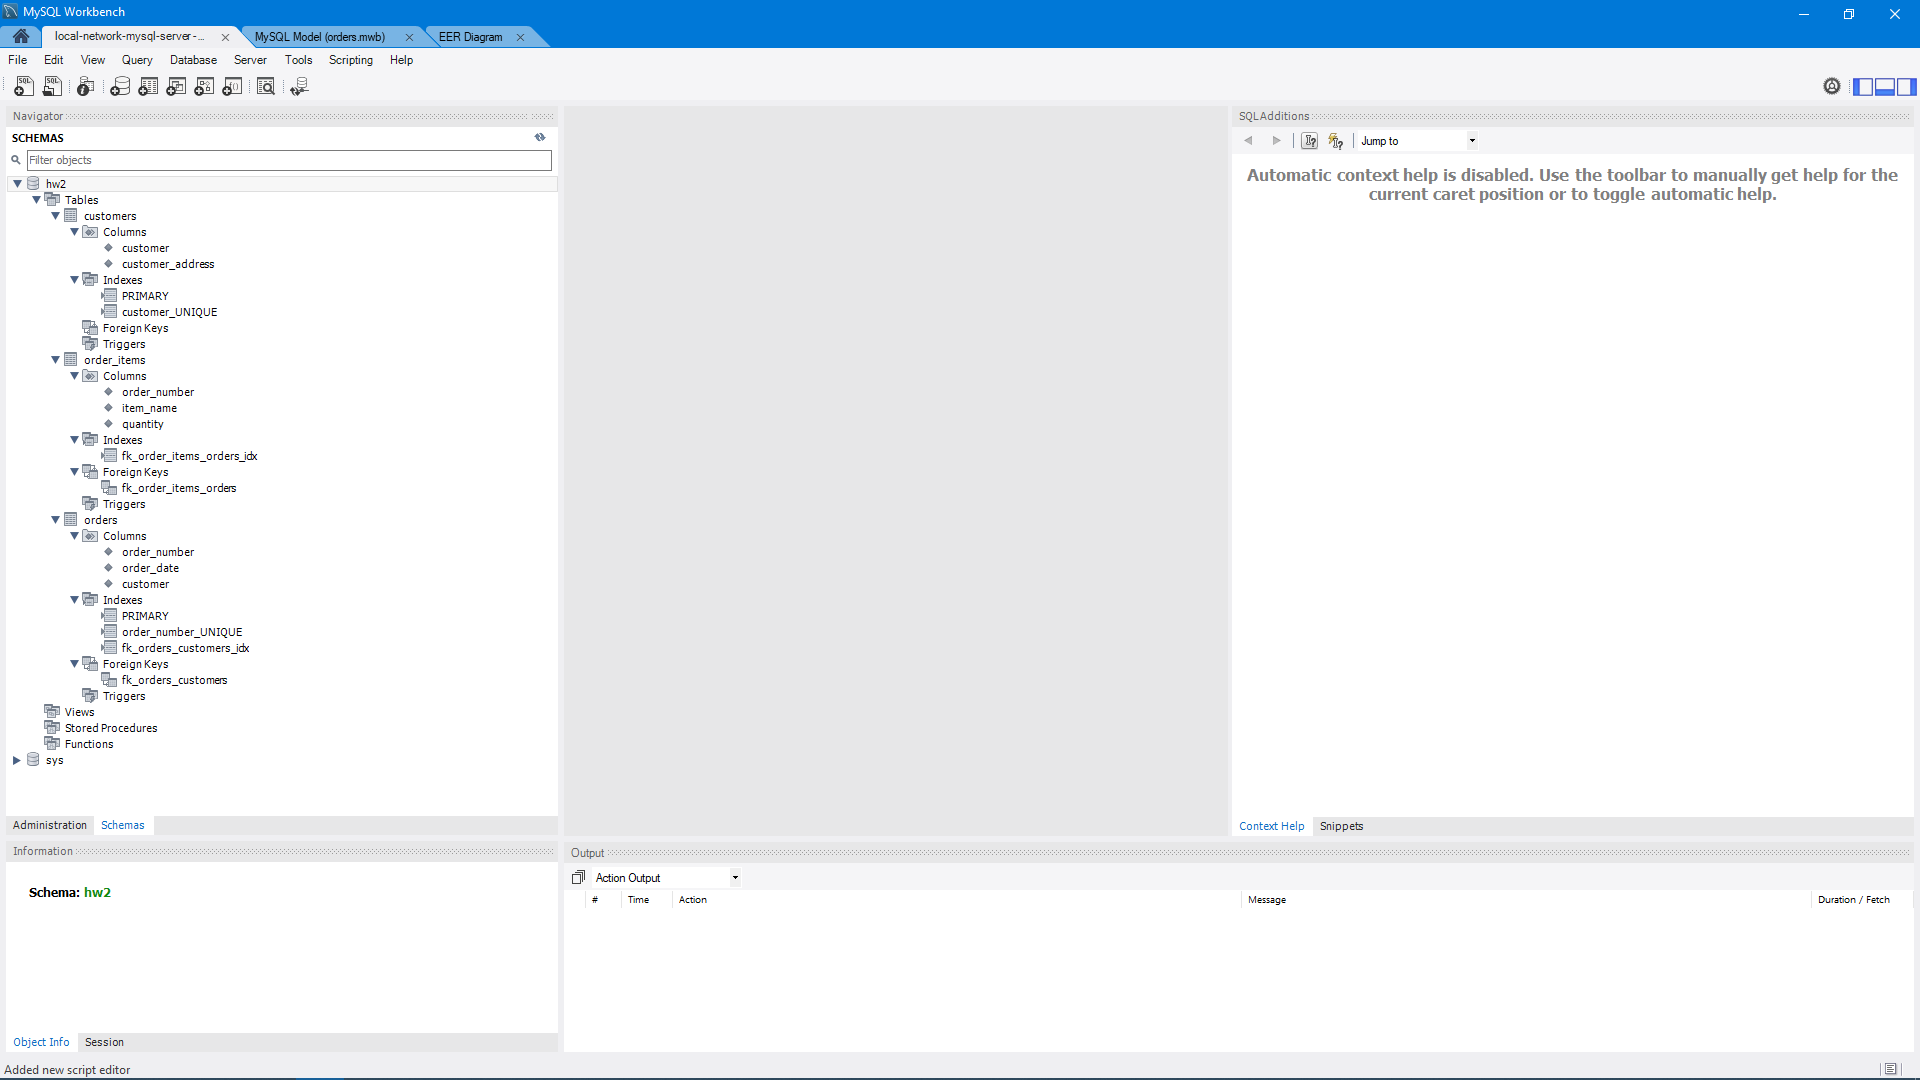 MySQL Workbench
local-network-mysql-server-...
MySQL Model (orders.mwb)
EER Diagram
File Edit View Query Database Server Tools Scripting Help
Navigator
SCHEMAS
Filter objects
hw2
Tables
customers
Columns
customer
customer_address
Indexes
PRIMARY
customer_UNIQUE
Foreign Keys
Triggers
order_items
Columns
order_number
item_name
quantity
Indexes
fk_order_items_orders_idx
Foreign Keys
fk_order_items_orders
Triggers
orders
Columns
order_number
order_date
customer
Indexes
PRIMARY
order_number_UNIQUE
fk_orders_customers_idx
Foreign Keys
fk_orders_customers
Triggers
Views
Stored Procedures
Functions
sys
Administration Schemas
Information
Schema: hw2
Object Info Session
SQLAdditions
Jump to
Automatic context help is disabled. Use the toolbar to manually get help for the
current caret position or to toggle automatic help.
Context Help Snippets
Output
Action Output
# Time Action Message Duration / Fetch
Added new script editor